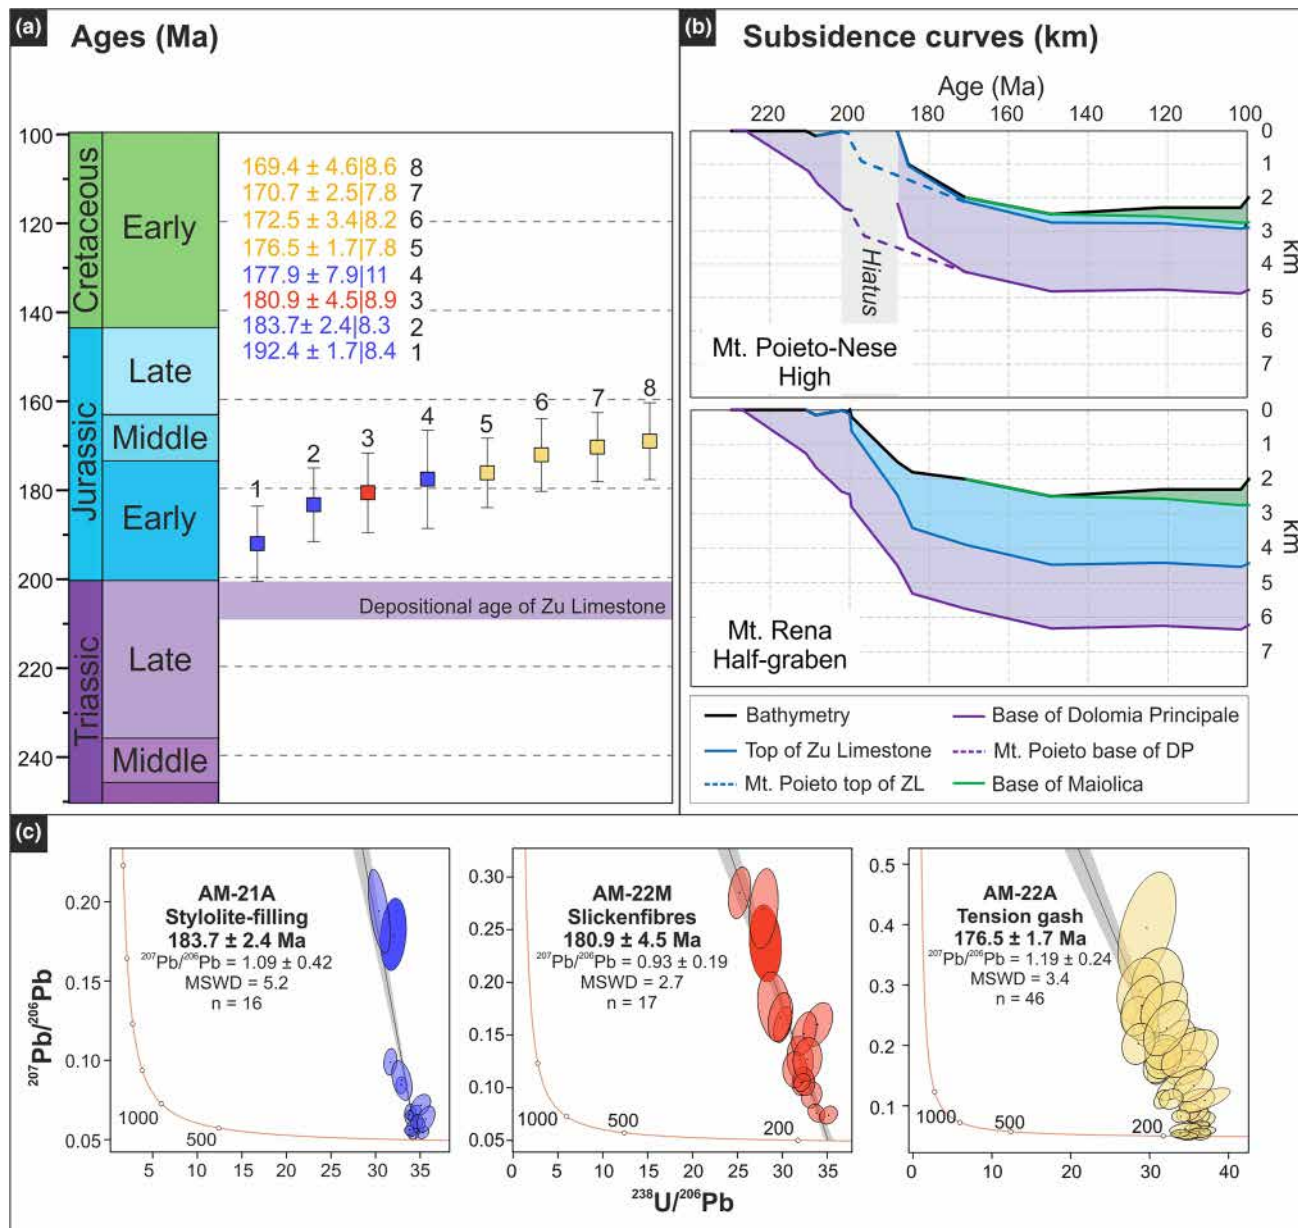 (a) Ages (Ma)
100
120
140
160
180
200
220
240
Cretaceous
Jurassic
Triassic
Early
Late
Middle
Early
Late
Middle
169.4 ± 4.6|8.6 8
170.7 ± 2.5|7.8 7
172.5 ± 3.4|8.2 6
176.5 ± 1.7|7.8 5
177.9 ± 7.9|11 4
180.9 ± 4.5|8.9 3
183.7± 2.4|8.3 2
192.4 ± 1.7|8.4 1
1 2 3 4 5 6 7 8
Depositional age of Zu Limestone
(b) Subsidence curves (km)
Age (Ma)
220 200 180 160 140 120 100
0
1
2
3
4
5
6
7
km
Hiatus
Mt. Poieto-Nese
High
0
1
2
3
4
5
6
7
km
Mt. Rena
Half-graben
Bathymetry
Base of Dolomia Principale
Top of Zu Limestone
Mt. Poieto base of DP
Mt. Poieto top of ZL
Base of Maiolica
(c)
AM-21A
Stylolite-filling
183.7 ± 2.4 Ma
²⁰⁷Pb/²⁰⁶Pb = 1.09 ± 0.42
MSWD = 5.2
n = 16
0.20
0.15
0.10
0.05
1000
500
5 10 15 20 25 30 35
²⁰⁷Pb/²⁰⁶Pb
AM-22M
Slickenfibres
180.9 ± 4.5 Ma
²⁰⁷Pb/²⁰⁶Pb = 0.93 ± 0.19
MSWD = 2.7
n = 17
0.30
0.25
0.20
0.15
0.10
0.05
1000
500
200
0 5 10 15 20 25 30 35
AM-22A
Tension gash
176.5 ± 1.7 Ma
²⁰⁷Pb/²⁰⁶Pb = 1.19 ± 0.24
MSWD = 3.4
n = 46
0.5
0.4
0.3
0.2
0.1
1000
500
200
0 10 20 30 40
²³⁸U/²⁰⁶Pb